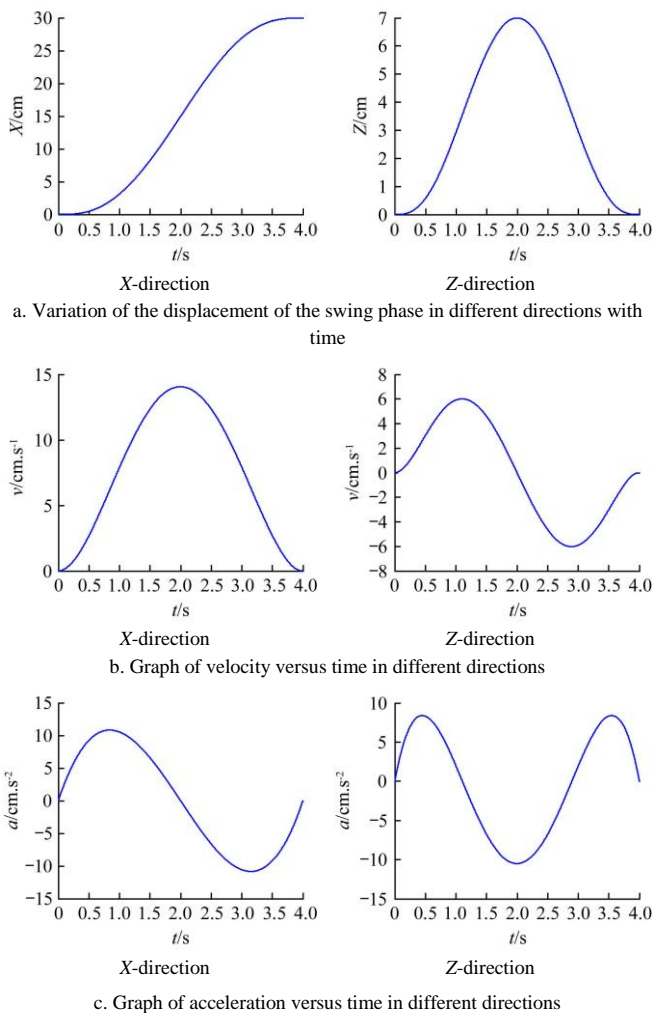 30
25
20
15
10
5
0
X/cm
0 0.5 1.0 1.5 2.0 2.5 3.0 3.5 4.0
t/s
X-direction
7
6
5
4
3
2
1
0
Z/cm
0 0.5 1.0 1.5 2.0 2.5 3.0 3.5 4.0
t/s
Z-direction
a. Variation of the displacement of the swing phase in different directions with
time
15
10
5
0
v/cm.s-1
0 0.5 1.0 1.5 2.0 2.5 3.0 3.5 4.0
t/s
X-direction
8
6
4
2
0
−2
−4
−6
−8
v/cm.s-1
0 0.5 1.0 1.5 2.0 2.5 3.0 3.5 4.0
t/s
Z-direction
b. Graph of velocity versus time in different directions
15
10
5
0
−5
−10
−15
a/cm.s-2
0 0.5 1.0 1.5 2.0 2.5 3.0 3.5 4.0
t/s
X-direction
10
5
0
−5
−10
−15
a/cm.s-2
0 0.5 1.0 1.5 2.0 2.5 3.0 3.5 4.0
t/s
Z-direction
c. Graph of acceleration versus time in different directions